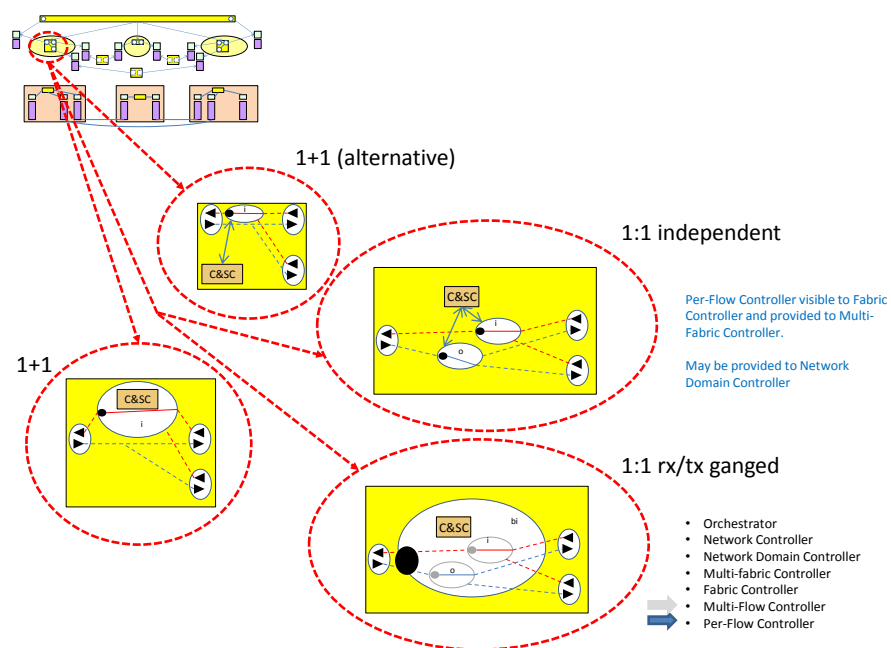 1+1 (alternative)
i
C&SC
1:1 independent
C&SC
i
o
Per-Flow Controller visible to Fabric
Controller and provided to Multi-
Fabric Controller.
May be provided to Network
Domain Controller
1+1
C&SC
i
1:1 rx/tx ganged
bi
C&SC
i
o
• Orchestrator
• Network Controller
• Network Domain Controller
• Multi-fabric Controller
• Fabric Controller
• Multi-Flow Controller
• Per-Flow Controller